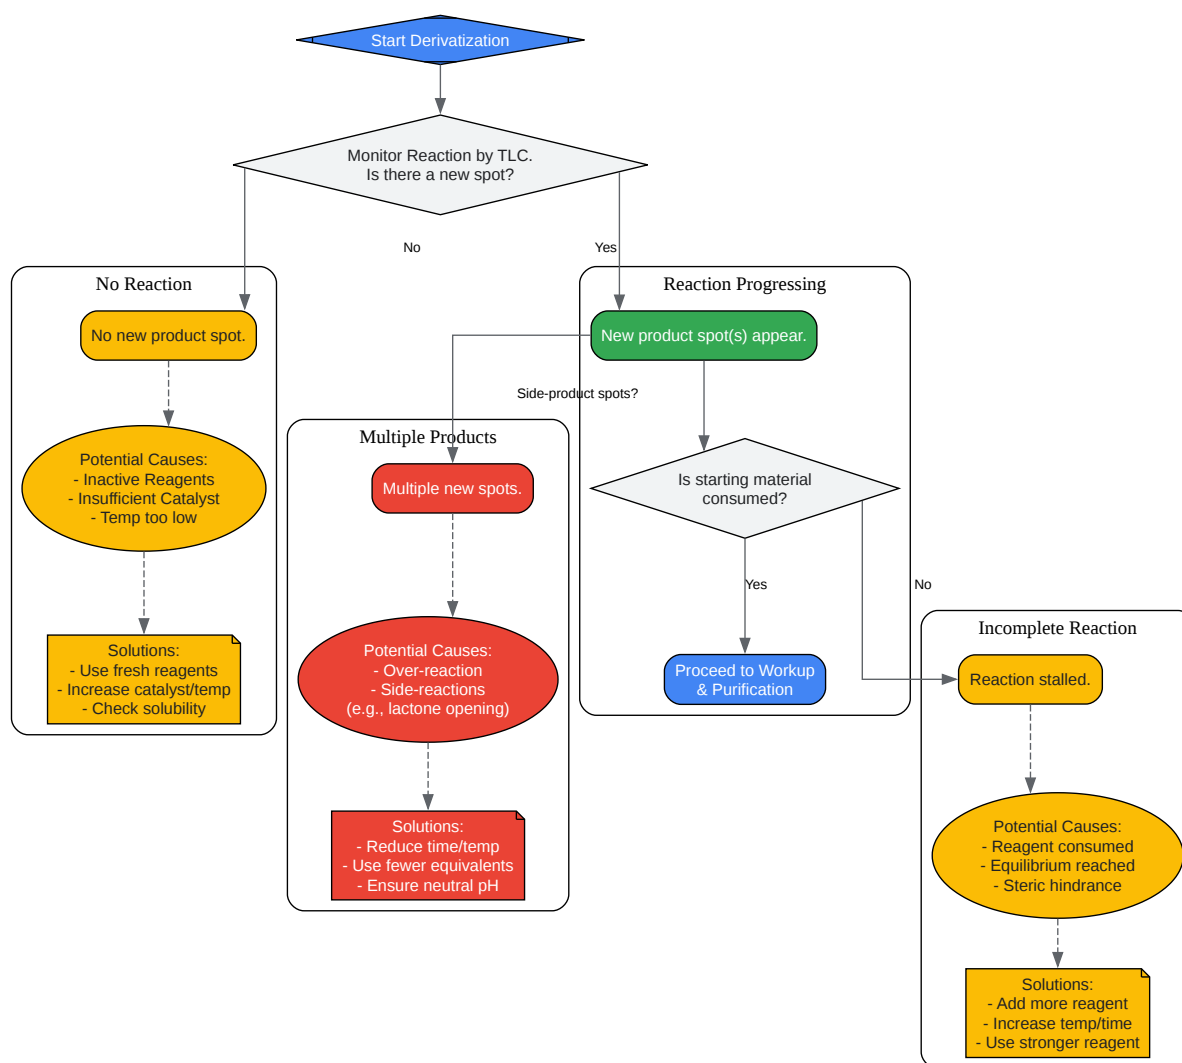 Start Derivatization
Monitor Reaction by TLC.
Is there a new spot?
No
Yes
No Reaction
No new product spot.
Potential Causes:
- Inactive Reagents
- Insufficient Catalyst
- Temp too low
Solutions:
- Use fresh reagents
- Increase catalyst/temp
- Check solubility
Reaction Progressing
New product spot(s) appear.
Side-product spots?
Is starting material
consumed?
Yes
No
Proceed to Workup
& Purification
Multiple Products
Multiple new spots.
Potential Causes:
- Over-reaction
- Side-reactions
(e.g., lactone opening)
Solutions:
- Reduce time/temp
- Use fewer equivalents
- Ensure neutral pH
Incomplete Reaction
Reaction stalled.
Potential Causes:
- Reagent consumed
- Equilibrium reached
- Steric hindrance
Solutions:
- Add more reagent
- Increase temp/time
- Use stronger reagent